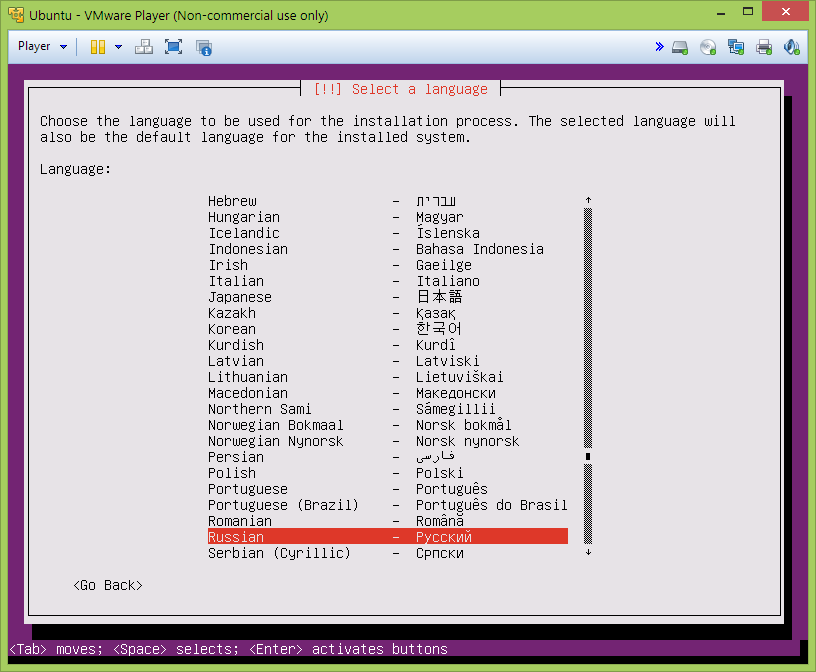 Ubuntu - VMware Player (Non-commercial use only)
Player
[!!] Select a language
Choose the language to be used for the installation process. The selected language will
also be the default language for the installed system.
Language:
Hebrew - עברית
Hungarian - Magyar
Icelandic - Íslenska
Indonesian - Bahasa Indonesia
Irish - Gaeilge
Italian - Italiano
Japanese - 日本語
Kazakh - Қазақ
Korean - 한국어
Kurdish - Kurdî
Latvian - Latviski
Lithuanian - Lietuviškai
Macedonian - Македонски
Northern Sami - Sámegillii
Norwegian Bokmaal - Norsk bokmål
Norwegian Nynorsk - Norsk nynorsk
Persian - فارسی
Polish - Polski
Portuguese - Português
Portuguese (Brazil) - Português do Brasil
Romanian - Română
Russian - Русский
Serbian (Cyrillic) - Српски
<Go Back>
<Tab> moves; <Space> selects; <Enter> activates buttons